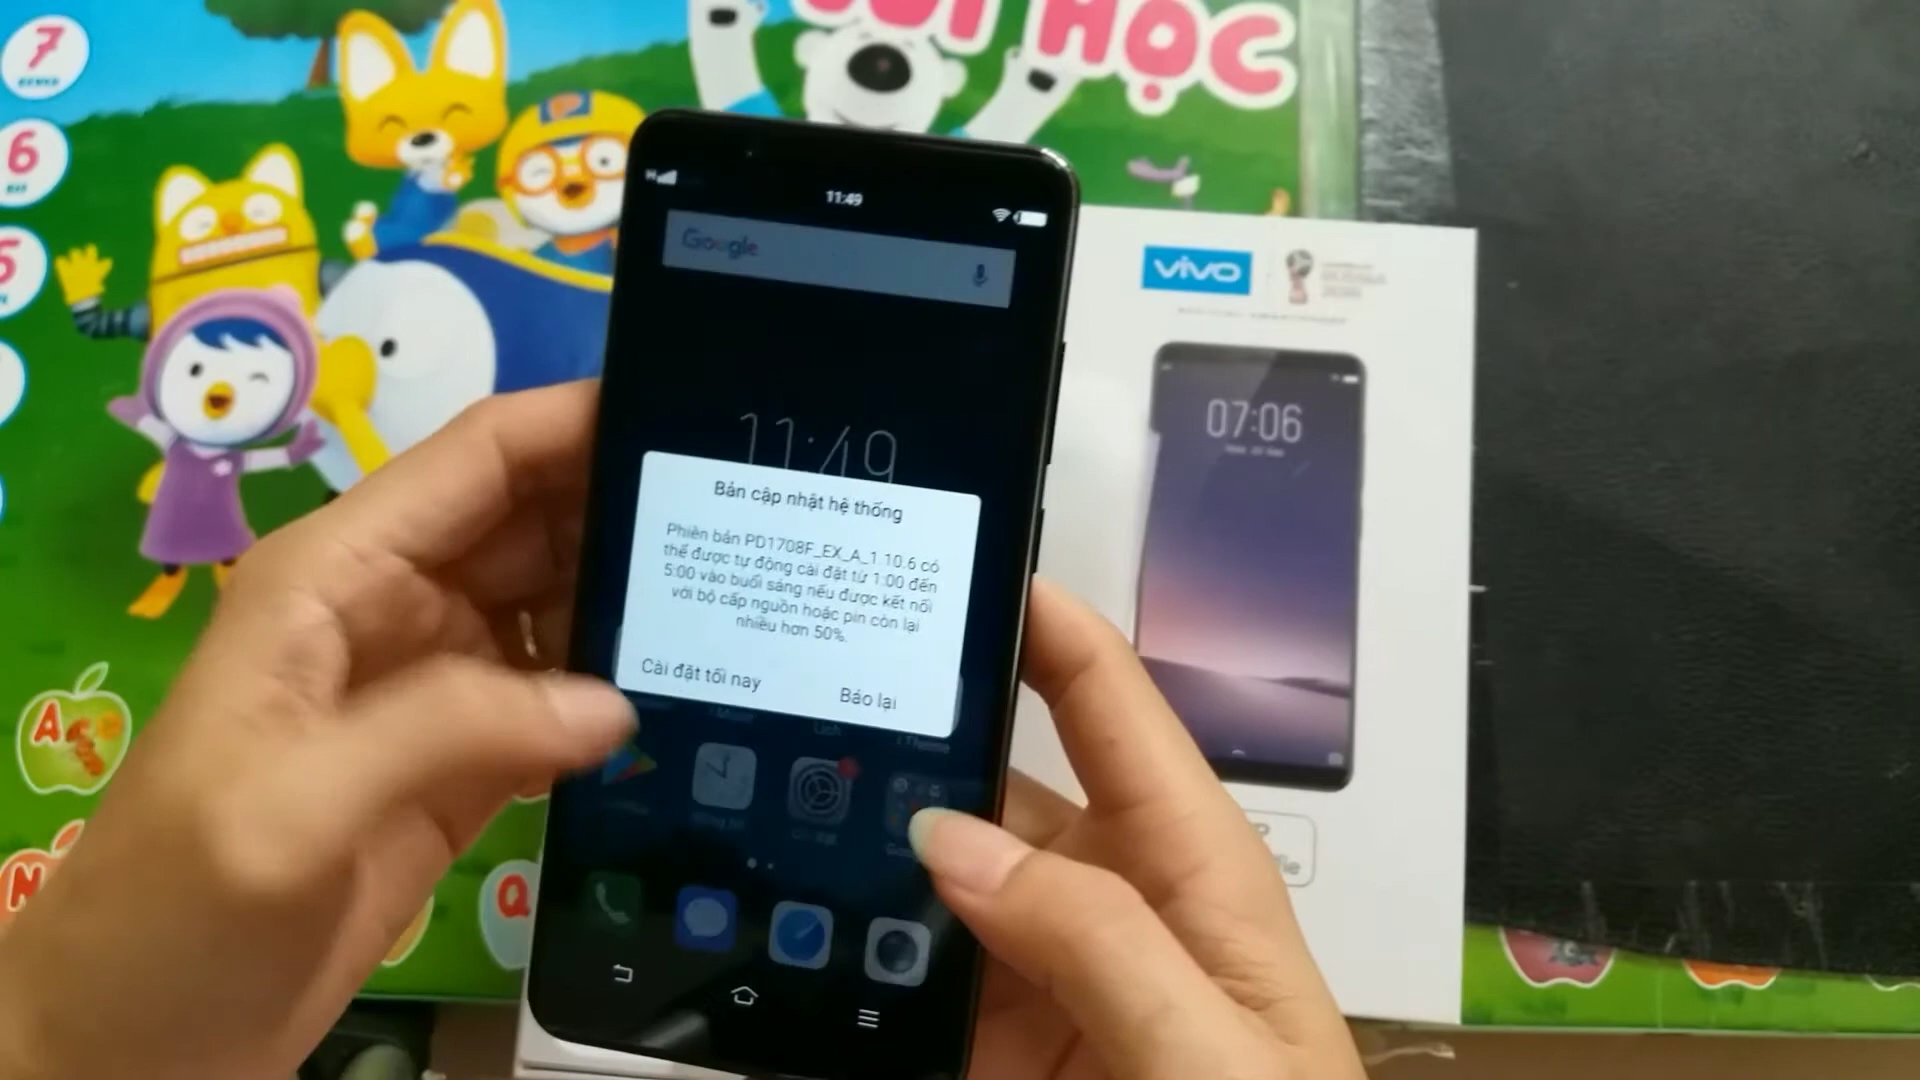 7
6
5
HỌC
11:49
Google
11:49
Bản cập nhật hệ thống
Phiên bản PD1708F_EX_A_1.10.6 có
thể được tự động cài đặt từ 1:00 đến
5:00 vào buổi sáng nếu được kết nối
với bộ cấp nguồn hoặc pin còn lại
nhiều hơn 50%.
Cài đặt tối nay
Báo lại
Lịch
vivo
07:06
A
N
Q